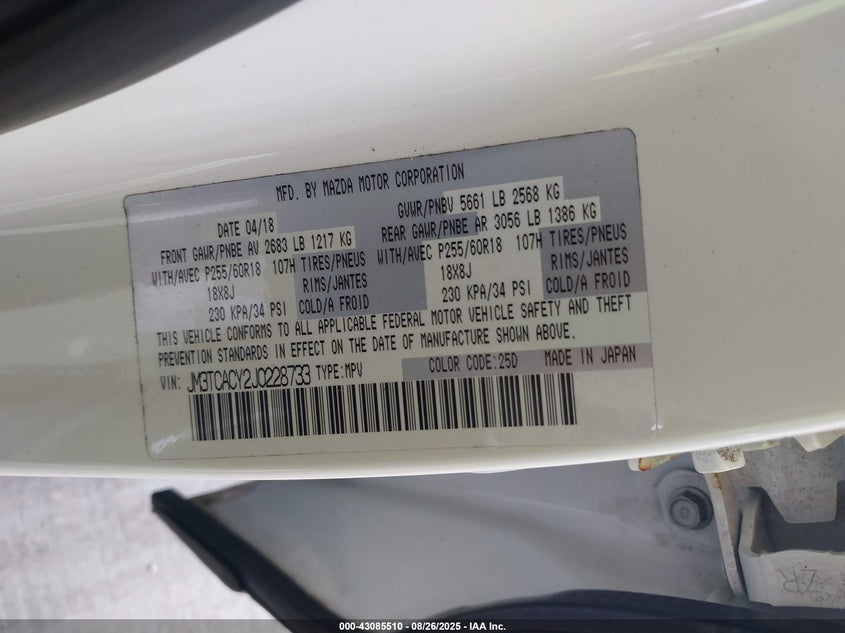 MFD. BY MAZDA MOTOR CORPORATION
DATE 04/18
GVWR/PNBV 5661 LB 2568 KG
FRONT GAWR/PNBE AV 2683 LB 1217 KG
REAR GAWR/PNBE AR 3056 LB 1386 KG
WITH/AVEC P255/60R18 107H TIRES/PNEUS
WITH/AVEC P255/60R18 107H TIRES/PNEUS
18X8J RIMS/JANTES
18X8J RIMS/JANTES
230 KPA/34 PSI COLD/A FROID
230 KPA/34 PSI COLD/A FROID
THIS VEHICLE CONFORMS TO ALL APPLICABLE FEDERAL MOTOR VEHICLE SAFETY AND THEFT
PREVENTION STANDARDS IN EFFECT ON THE DATE OF MANUFACTURE SHOWN ABOVE.
VIN: JM3TCACY2J0228733 TYPE:MPV COLOR CODE:25D MADE IN JAPAN
000-43085510 - 08/26/2025 - IAA Inc.